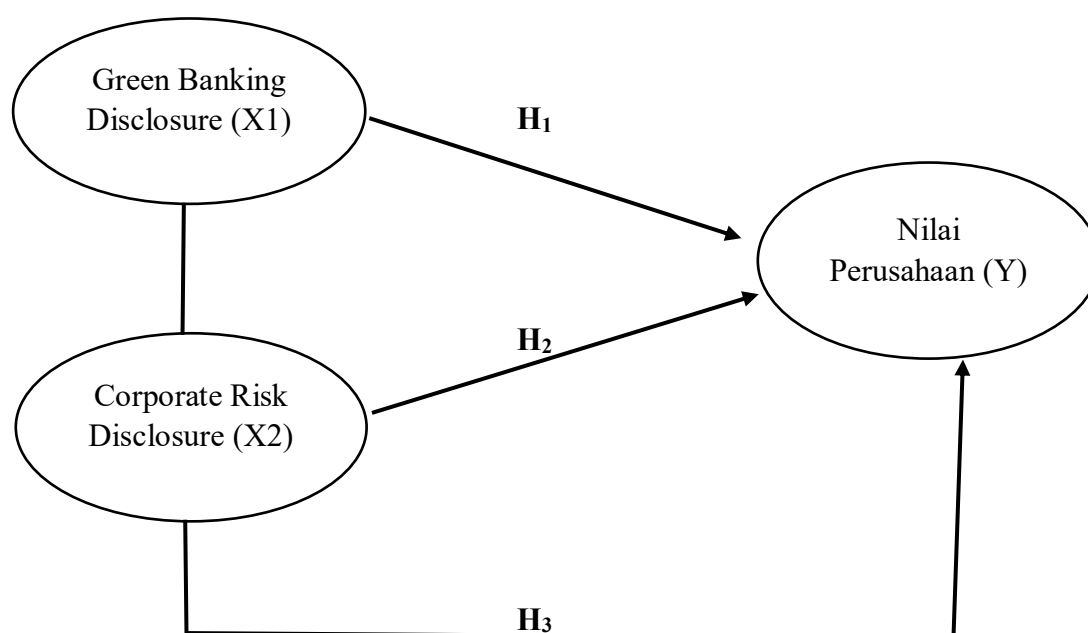 Green Banking
Disclosure (X1)
H₁
Nilai
Perusahaan (Y)
H₂
Corporate Risk
Disclosure (X2)
H₃